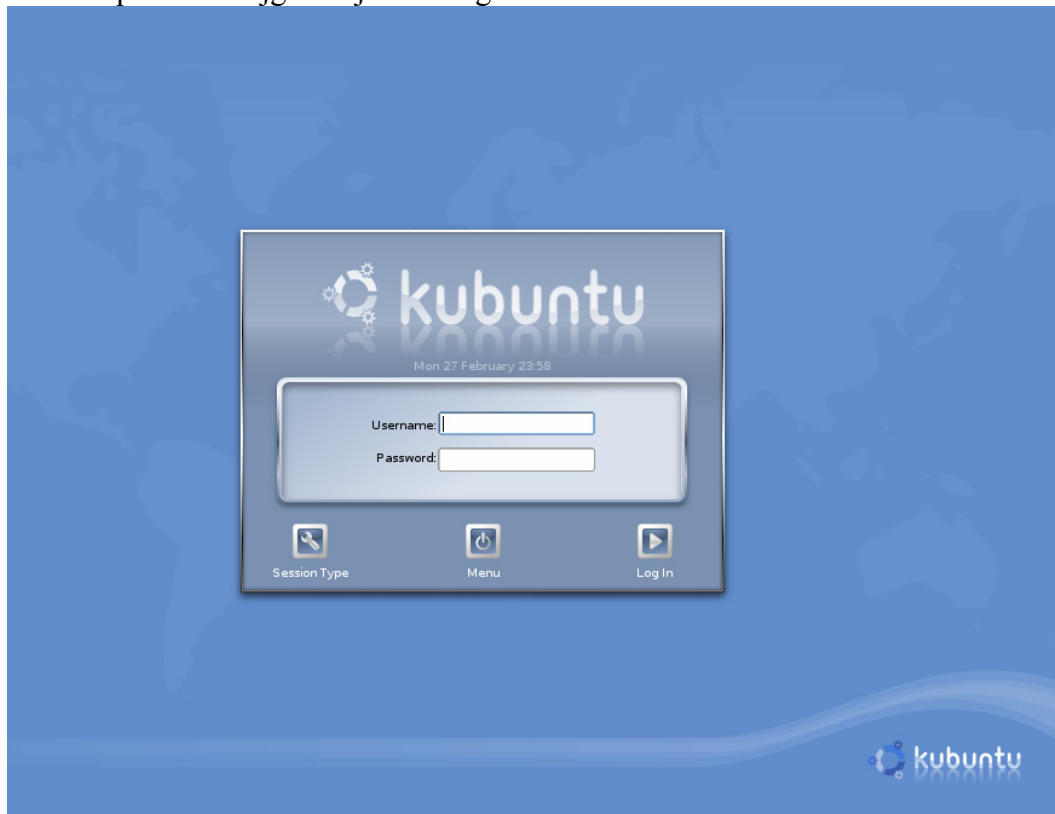 kubuntu
Mon 27 February 23:58
Username:
Password:
Session Type
Menu
Log In
kubuntu